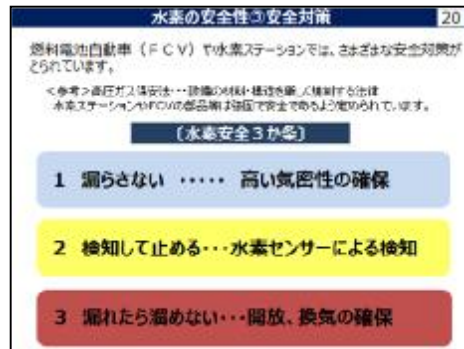 水素の安全性③安全対策
20
燃料電池自動車（ＦＣＶ）や水素ステーションでは、さまざまな安全対策が
とられています。
＜参考＞高圧ガス保安法・・・設備の材料・構造を厳しく規制する法律
水素ステーションやFCVの部品等は強固で安全であるよう定められています。
〔水素安全３か条〕
1 漏らさない ‥‥‥ 高い気密性の確保
2 検知して止める・・・水素センサーによる検知
3 漏れたら溜めない・・・開放、換気の確保